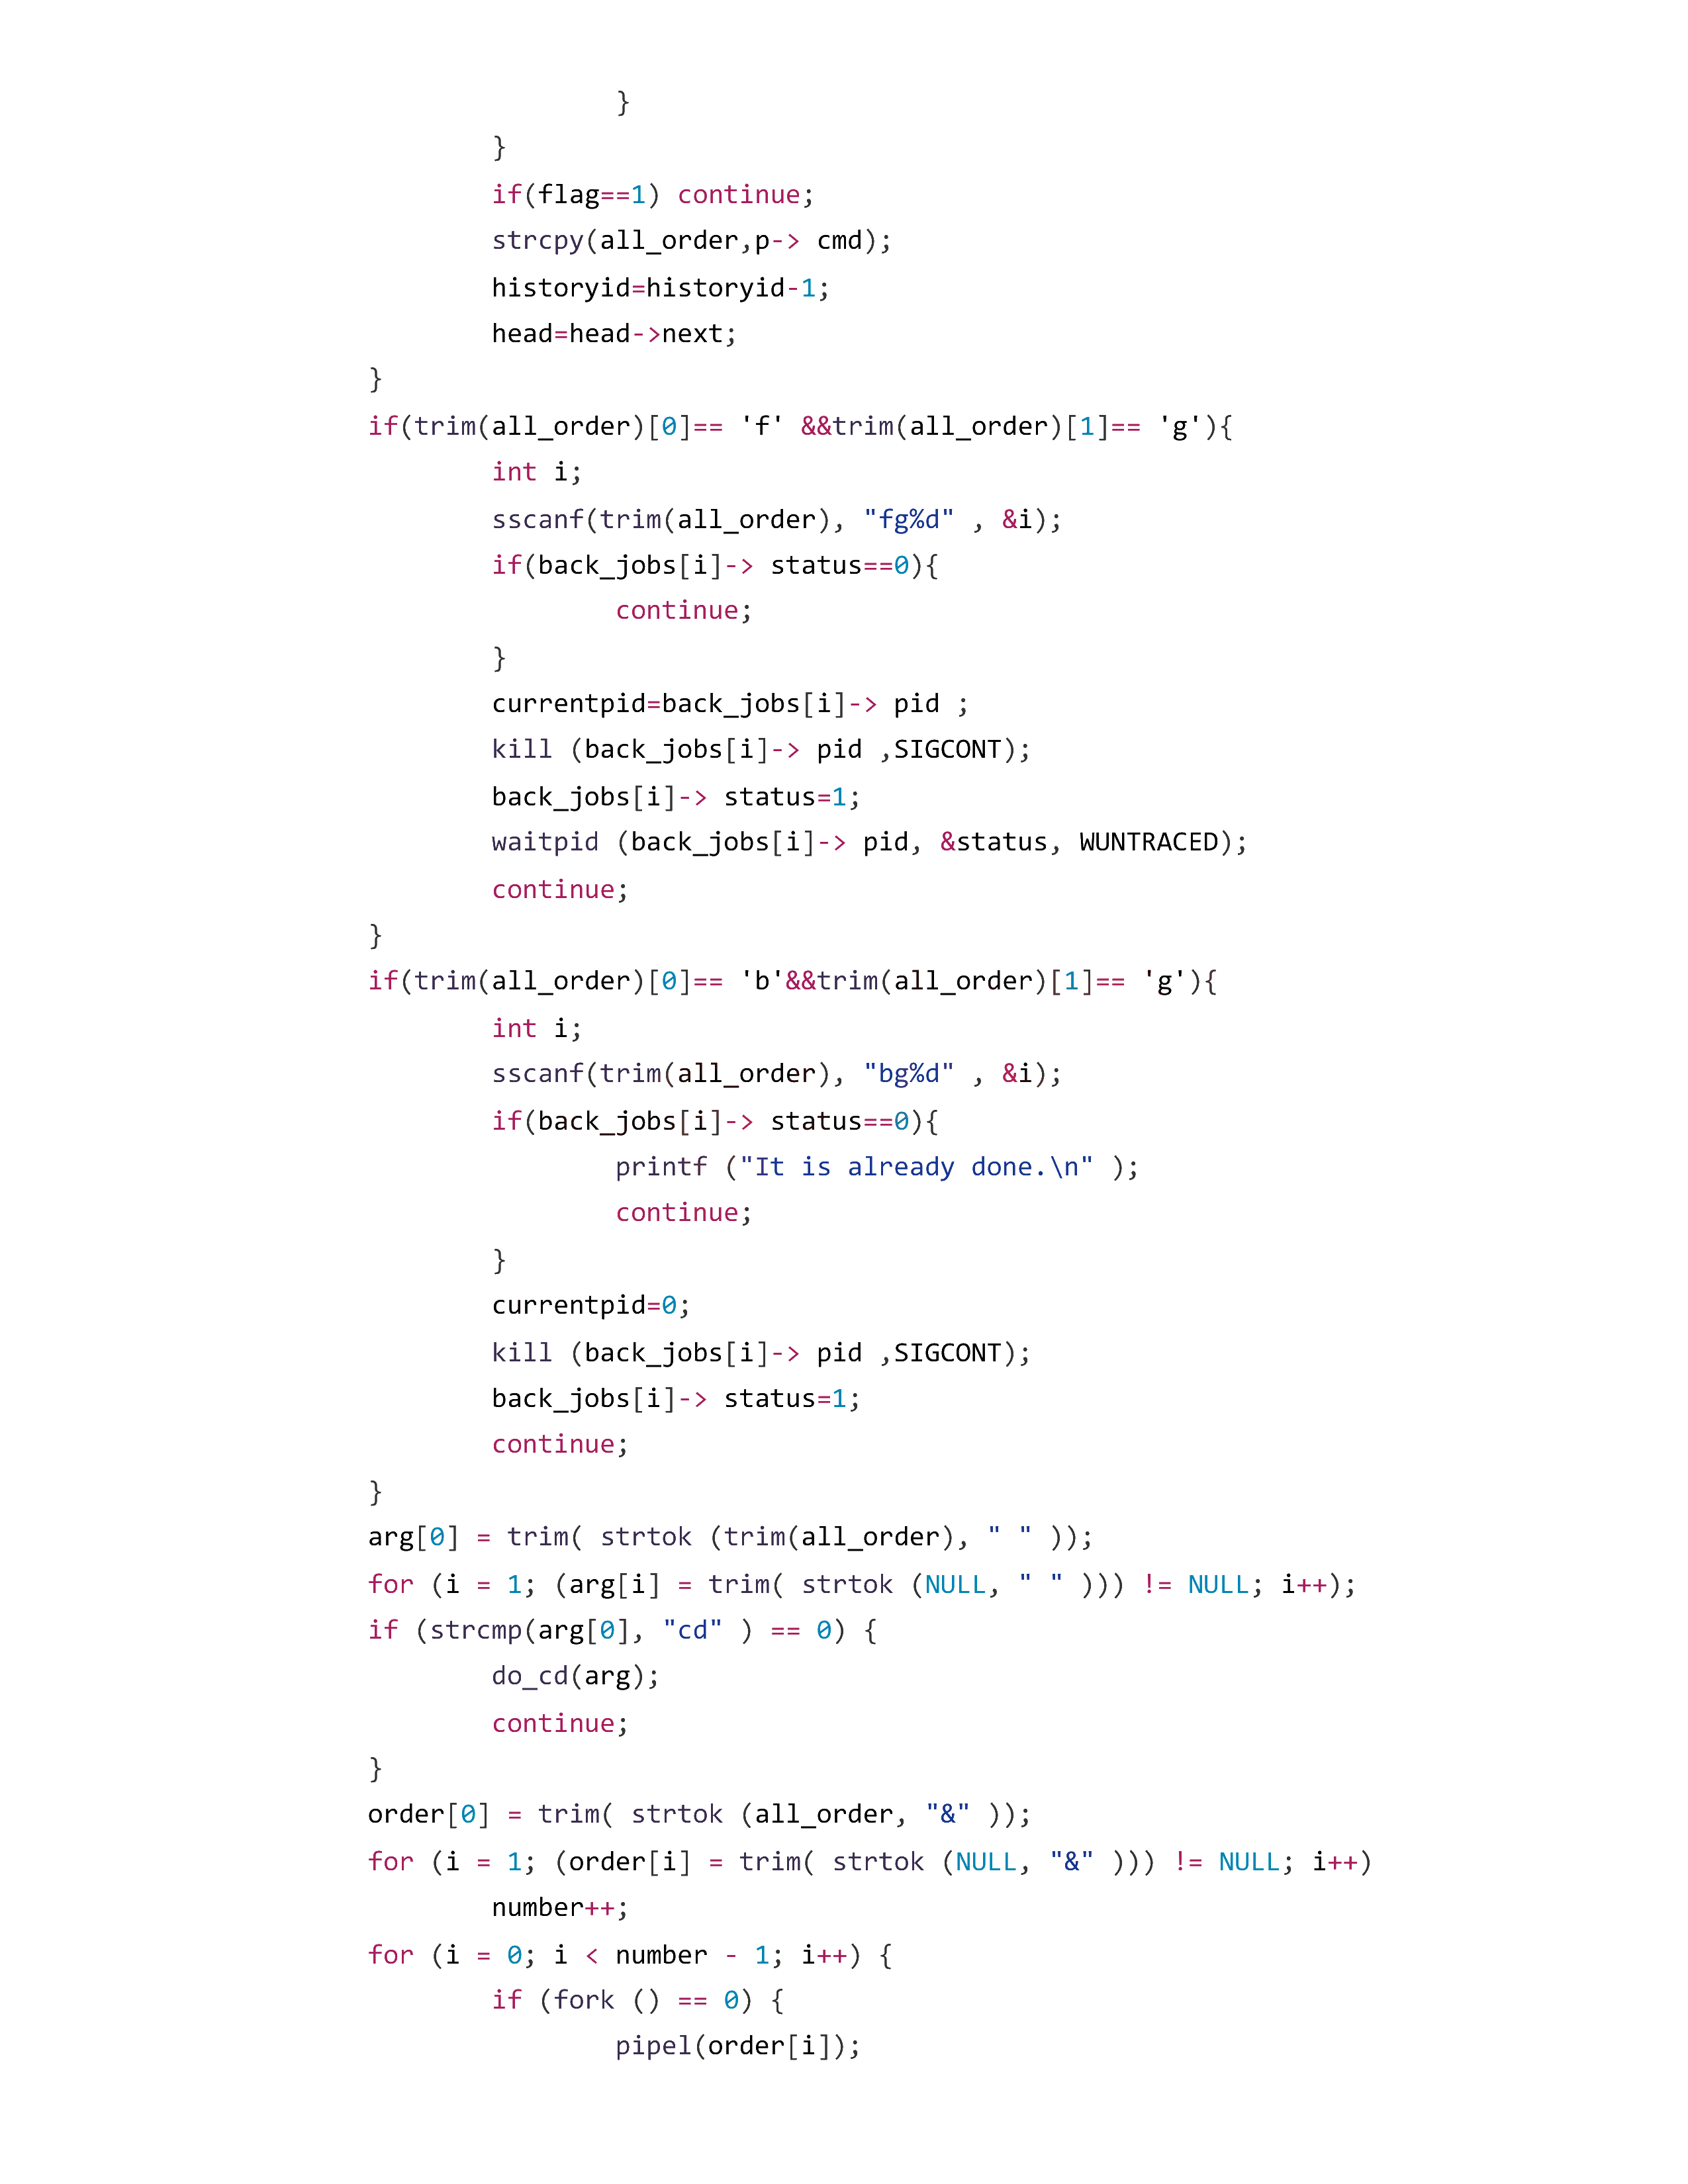 }
}
if(flag==1) continue;
strcpy(all_order,p-> cmd);
historyid=historyid-1;
head=head->next;
}
if(trim(all_order)[0]== 'f' &&trim(all_order)[1]== 'g'){
int i;
sscanf(trim(all_order), "fg%d" , &i);
if(back_jobs[i]-> status==0){
continue;
}
currentpid=back_jobs[i]-> pid ;
kill (back_jobs[i]-> pid ,SIGCONT);
back_jobs[i]-> status=1;
waitpid (back_jobs[i]-> pid, &status, WUNTRACED);
continue;
}
if(trim(all_order)[0]== 'b'&&trim(all_order)[1]== 'g'){
int i;
sscanf(trim(all_order), "bg%d" , &i);
if(back_jobs[i]-> status==0){
printf ("It is already done.\n" );
continue;
}
currentpid=0;
kill (back_jobs[i]-> pid ,SIGCONT);
back_jobs[i]-> status=1;
continue;
}
arg[0] = trim( strtok (trim(all_order), " " ));
for (i = 1; (arg[i] = trim( strtok (NULL, " " ))) != NULL; i++);
if (strcmp(arg[0], "cd" ) == 0) {
do_cd(arg);
continue;
}
order[0] = trim( strtok (all_order, "&" ));
for (i = 1; (order[i] = trim( strtok (NULL, "&" ))) != NULL; i++)
number++;
for (i = 0; i < number - 1; i++) {
if (fork () == 0) {
pipel(order[i]);